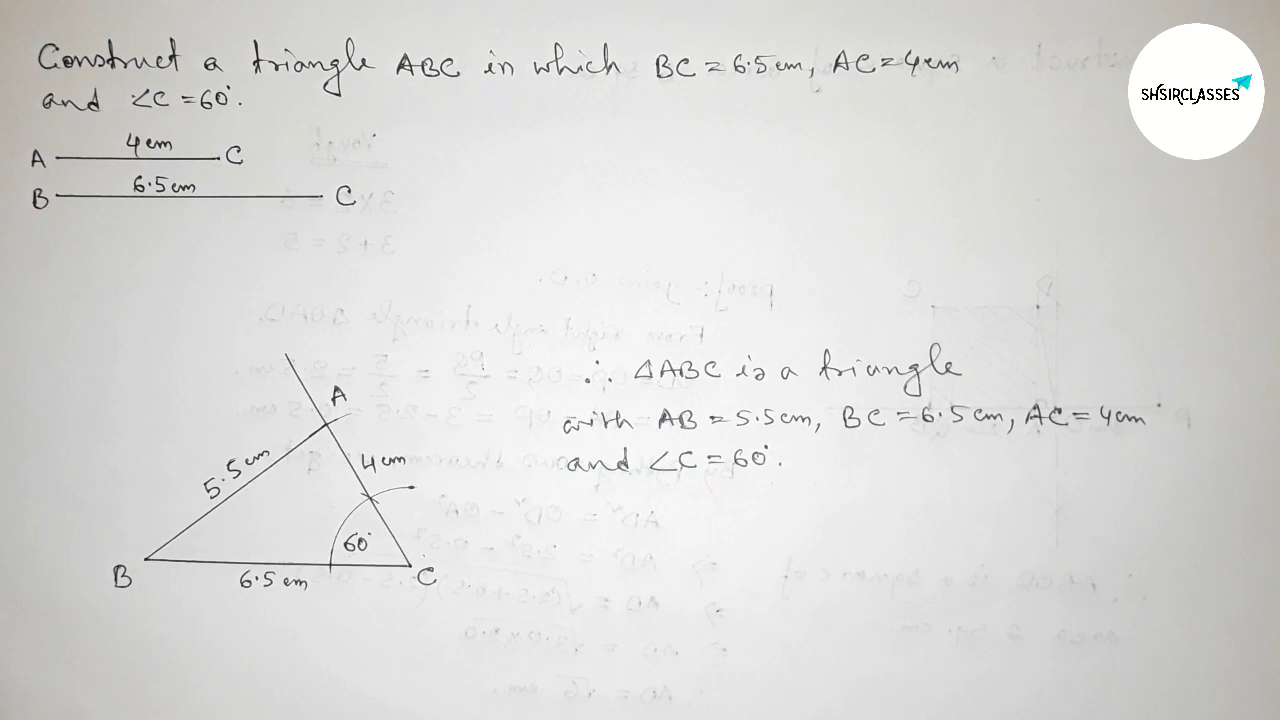 Construct a triangle ABC in which BC = 6.5 cm, AC = 4 cm
and ∠C = 60°.
SHSIRCLASSES
4 cm
A C
6.5 cm
B C
A
5.5 cm
4 cm
60°
B
6.5 cm
C
∴ △ABC is a triangle
with AB = 5.5 cm, BC = 6.5 cm, AC = 4 cm
and ∠C = 60°.